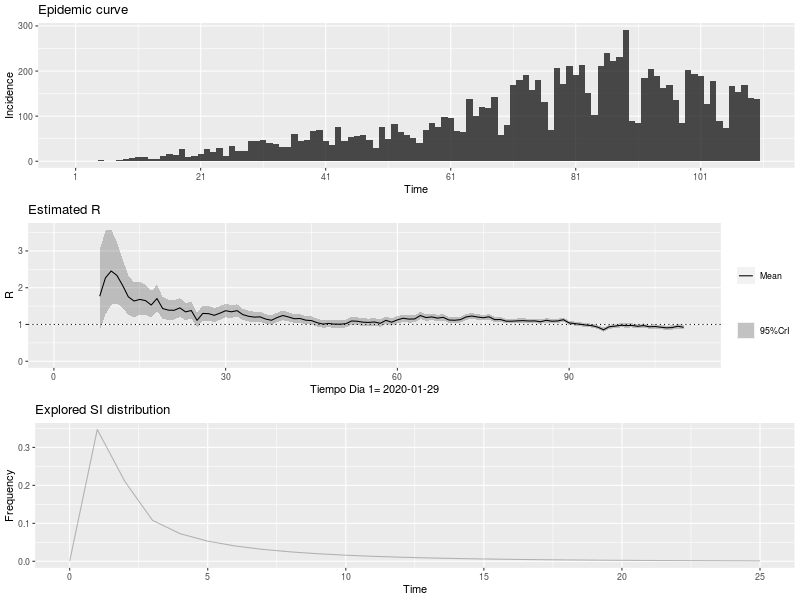 Epidemic curve
300
200
100
0
Incidence
1 21 41 61 81 101
Time
Estimated R
3
2
1
0
R
Mean
95%CrI
0 30 60 90
Tiempo Dia 1= 2020-01-29
Explored SI distribution
0.3
0.2
0.1
0.0
Frequency
0 5 10 15 20 25
Time